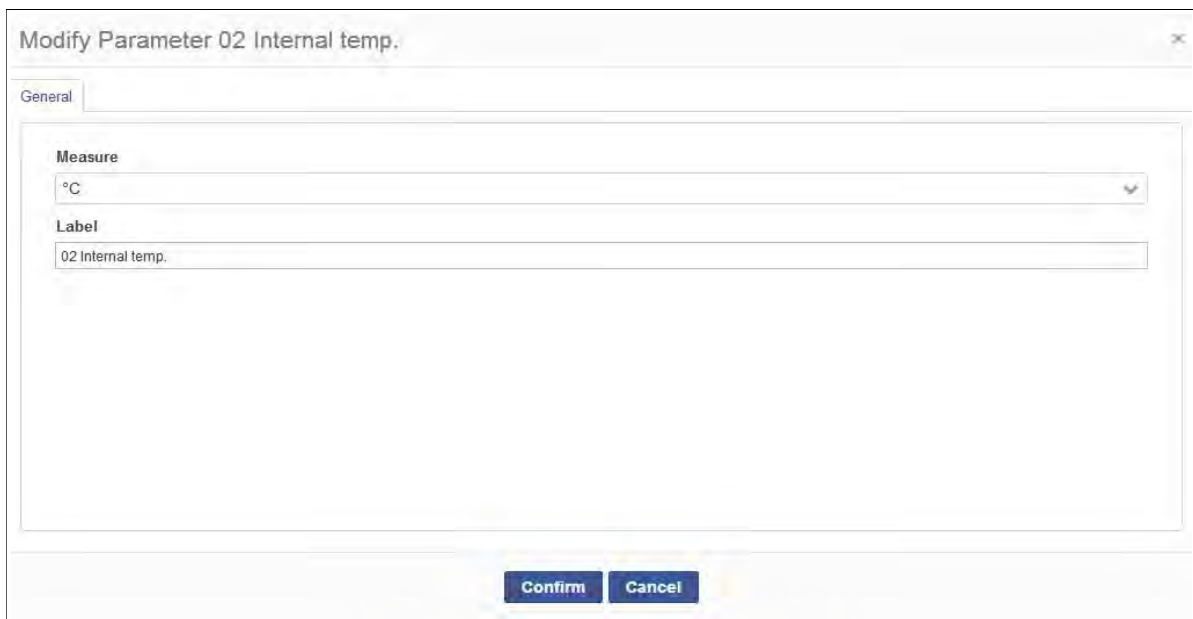 Modify Parameter 02 Internal temp.
General
Measure
°C
Label
02 Internal temp.
Confirm Cancel